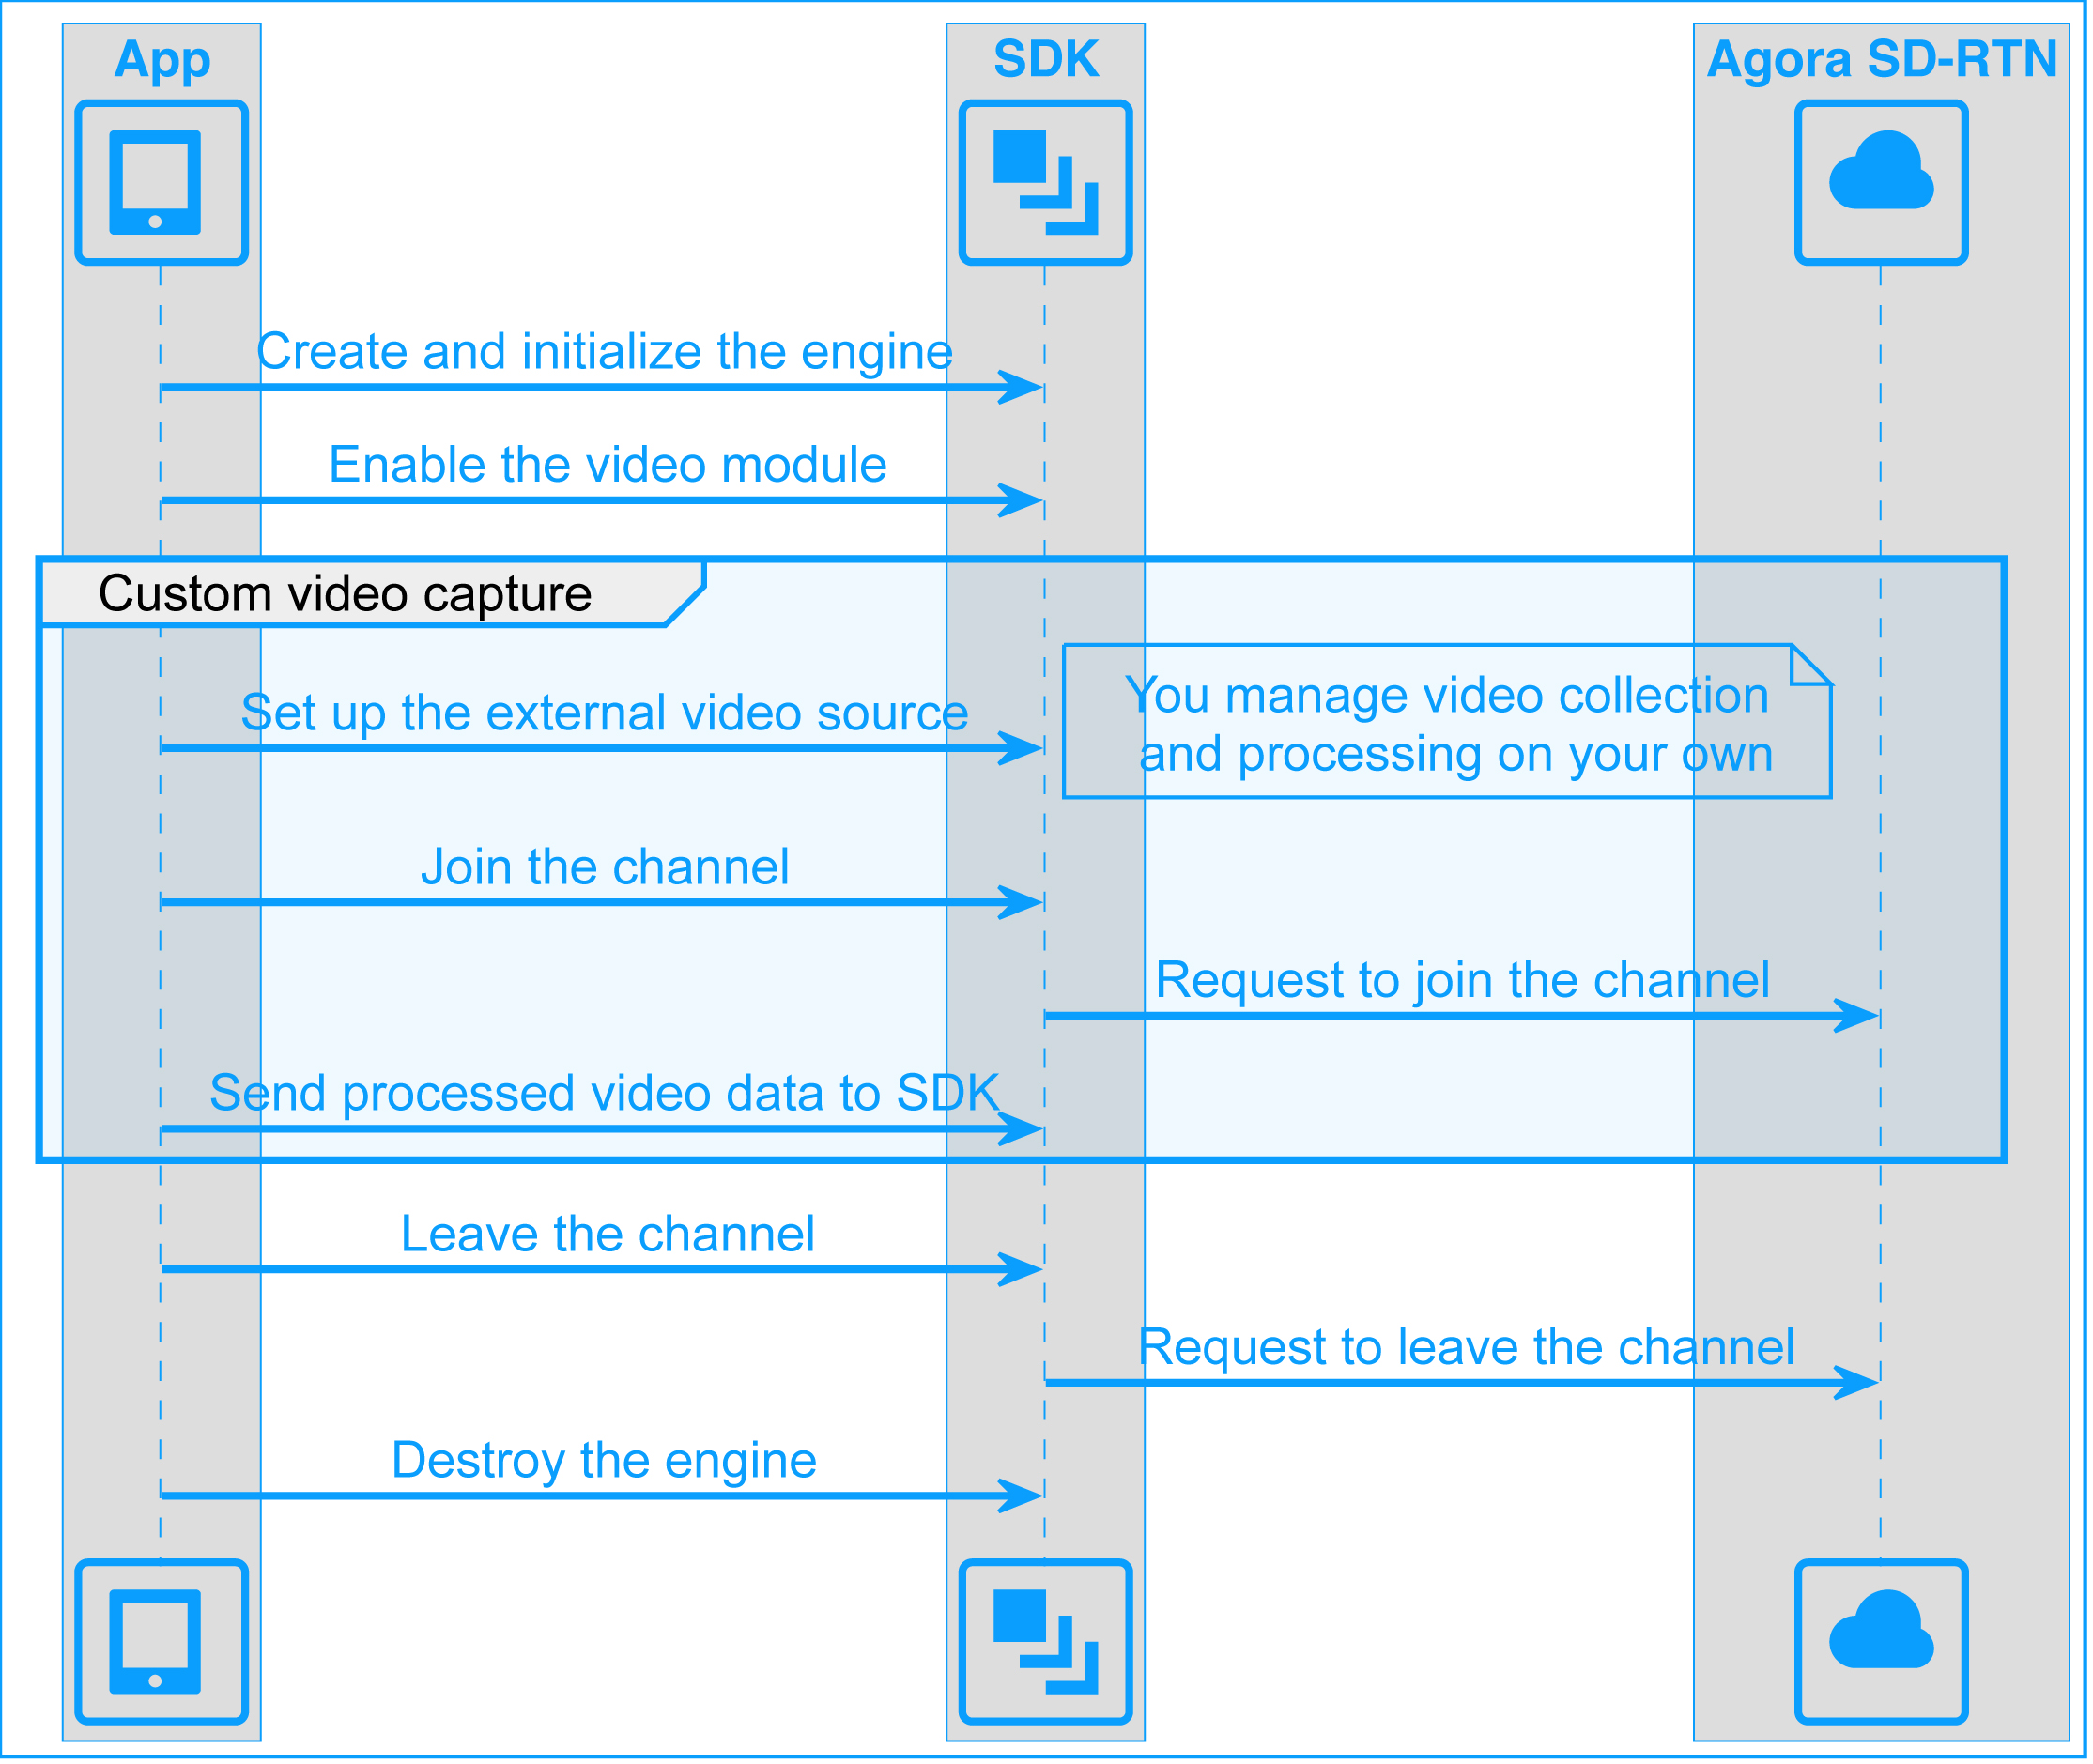 App
SDK
Agora SD-RTN
Create and initialize the engine
Enable the video module
Custom video capture
Set up the external video source
You manage video collection
and processing on your own
Join the channel
Request to join the channel
Send processed video data to SDK
Leave the channel
Request to leave the channel
Destroy the engine